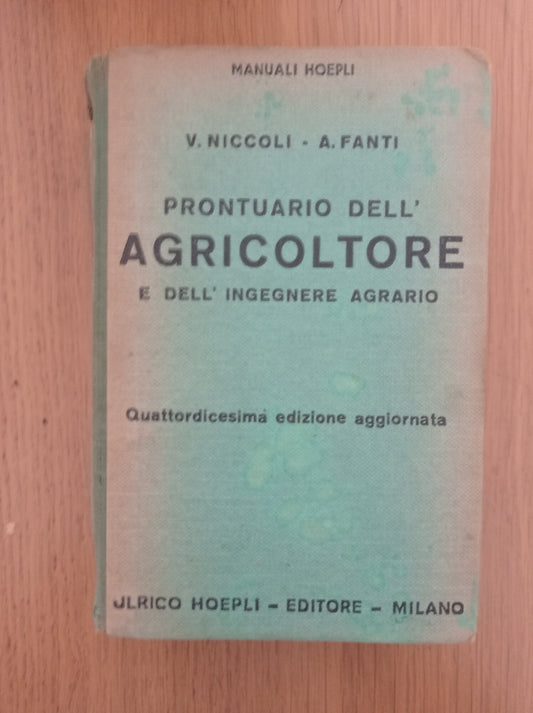 MANUALI HOEPLI
V. NICCOLI - A. FANTI
PRONTUARIO DELL'
AGRICOLTORE
E DELL' INGEGNERE AGRARIO
Quattordicesima edizione aggiornata
ULRICO HOEPLI - EDITORE - MILANO